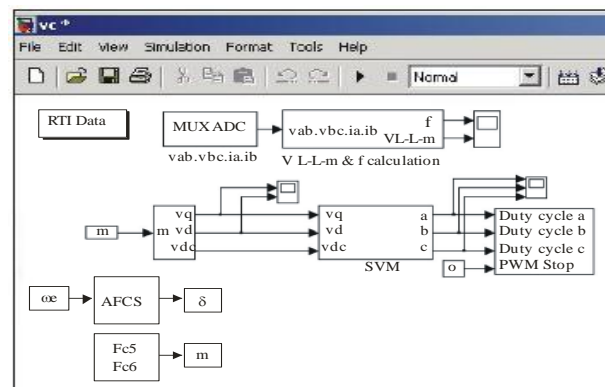 vc *
File Edit View Simulation Format Tools Help
Normal
RTI Data
MUX ADC
vab.vbc.ia.ib
vab.vbc.ia.ib
f
VL-L-m
V L-L-m & f calculation
m
m
vq
vd
vdc
vq
vd
vdc
a
b
c
SVM
Duty cycle a
Duty cycle b
Duty cycle c
PWM Stop
o
ωe
AFCS
δ
Fc5
Fc6
m